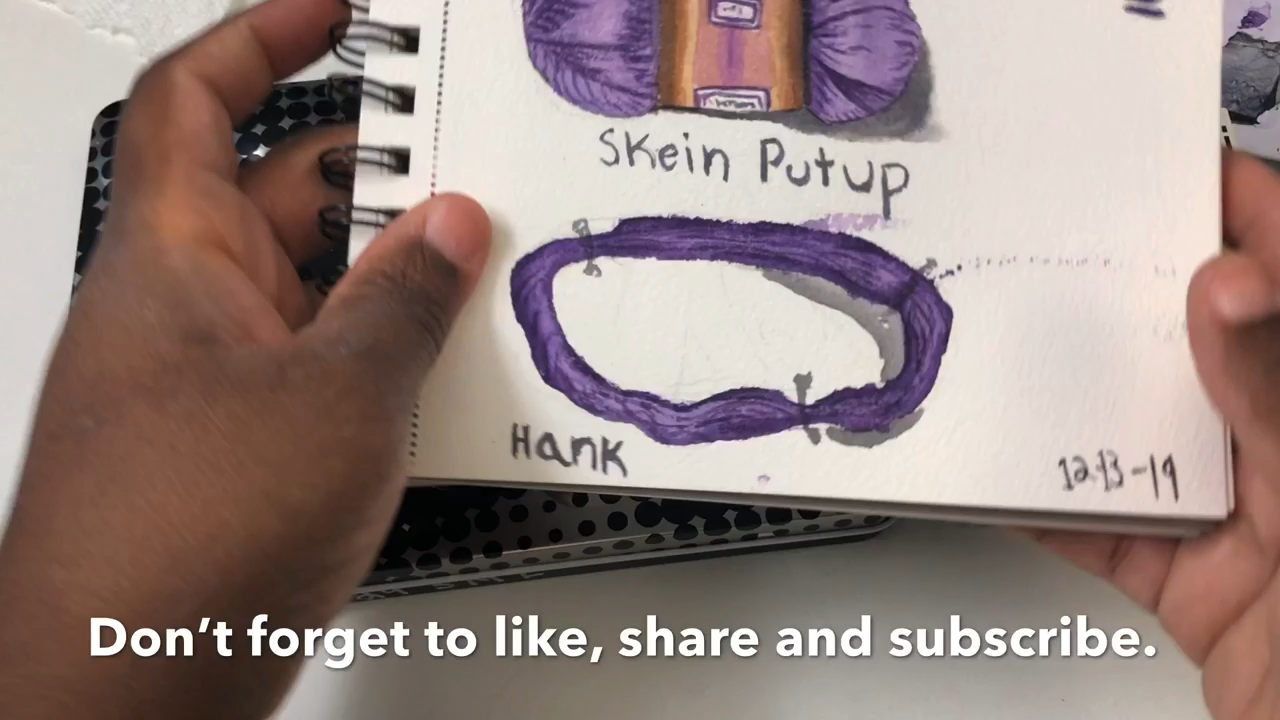 Skein Putup
Hank
12-13-19
Don't forget to like, share and subscribe.